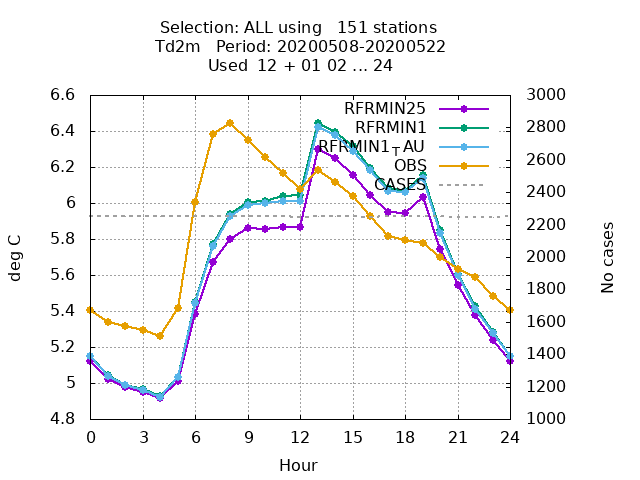 Selection: ALL using   151 stations
Td2m   Period: 20200508-20200522
Used  12 + 01 02 ... 24
6.6
6.4
6.2
6
5.8
5.6
5.4
5.2
5
4.8
deg C
RFRMIN25
RFRMIN1
RFRMIN1┬AU
OBS
CASES
3000
2800
2600
2400
2200
2000
1800
1600
1400
1200
1000
No cases
0 3 6 9 12 15 18 21 24
Hour